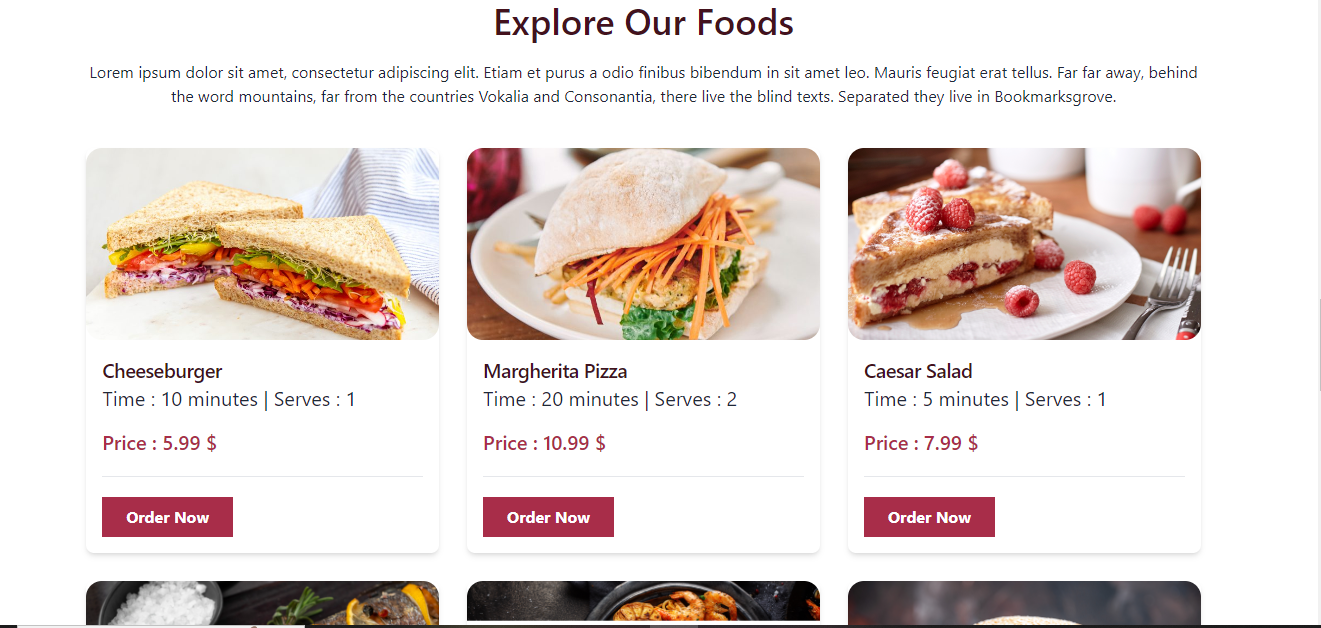 Explore Our Foods
Lorem ipsum dolor sit amet, consectetur adipiscing elit. Etiam et purus a odio finibus bibendum in sit amet leo. Mauris feugiat erat tellus. Far far away, behind
the word mountains, far from the countries Vokalia and Consonantia, there live the blind texts. Separated they live in Bookmarksgrove.
Cheeseburger
Time : 10 minutes | Serves : 1
Price : 5.99 $
Order Now
Margherita Pizza
Time : 20 minutes | Serves : 2
Price : 10.99 $
Order Now
Caesar Salad
Time : 5 minutes | Serves : 1
Price : 7.99 $
Order Now